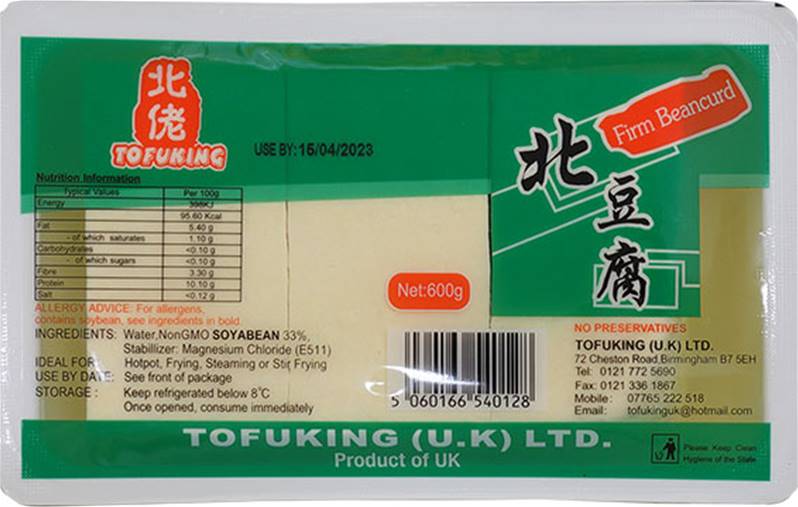 北
佬
TOFUKING
USE BY: 15/04/2023
Firm Beancurd
北
豆
腐
Nutrition Information
Typical Values Per 100g
Energy 398KJ
95.60 Kcal
Fat 5.40 g
- of which saturates 1.10 g
Carbohydrates <0.10 g
- of which sugars <0.10 g
Fibre 3.30 g
Protein 10.10 g
Salt <0.12 g
ALLERGY ADVICE: For allergens,
contains soybean, see ingredients in bold.
INGREDIENTS: Water,NonGMO SOYABEAN 33%,
Stabillizer: Magnesium Chloride (E511)
IDEAL FOR : Hotpot, Frying, Steaming or Stir Frying
USE BY DATE: See front of package
STORAGE : Keep refrigerated below 8°C
Once opened, consume immediately
Net:600g
5 060166 540128
NO PRESERVATIVES
TOFUKING (U.K) LTD.
72 Cheston Road,Birmingham B7 5EH
Tel: 0121 772 5690
Fax: 0121 336 1867
Mobile: 07765 222 518
Email: tofukinguk@hotmail.com
TOFUKING (U.K) LTD.
Product of UK
Please Keep Clean
Hygiene of the State